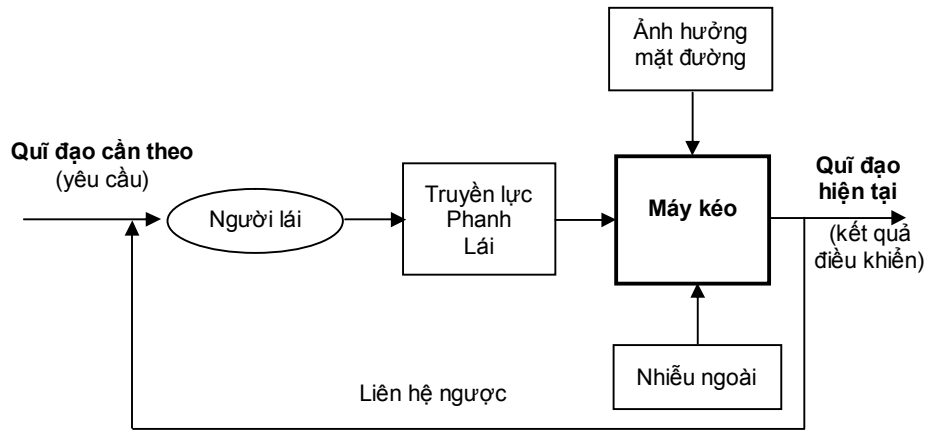 Ảnh hưởng
mặt đường
Quĩ đạo cần theo
(yêu cầu)
Người lái
Truyền lực
Phanh
Lái
Máy kéo
Quĩ đạo
hiện tại
(kết quả
điều khiển)
Nhiễu ngoài
Liên hệ ngược